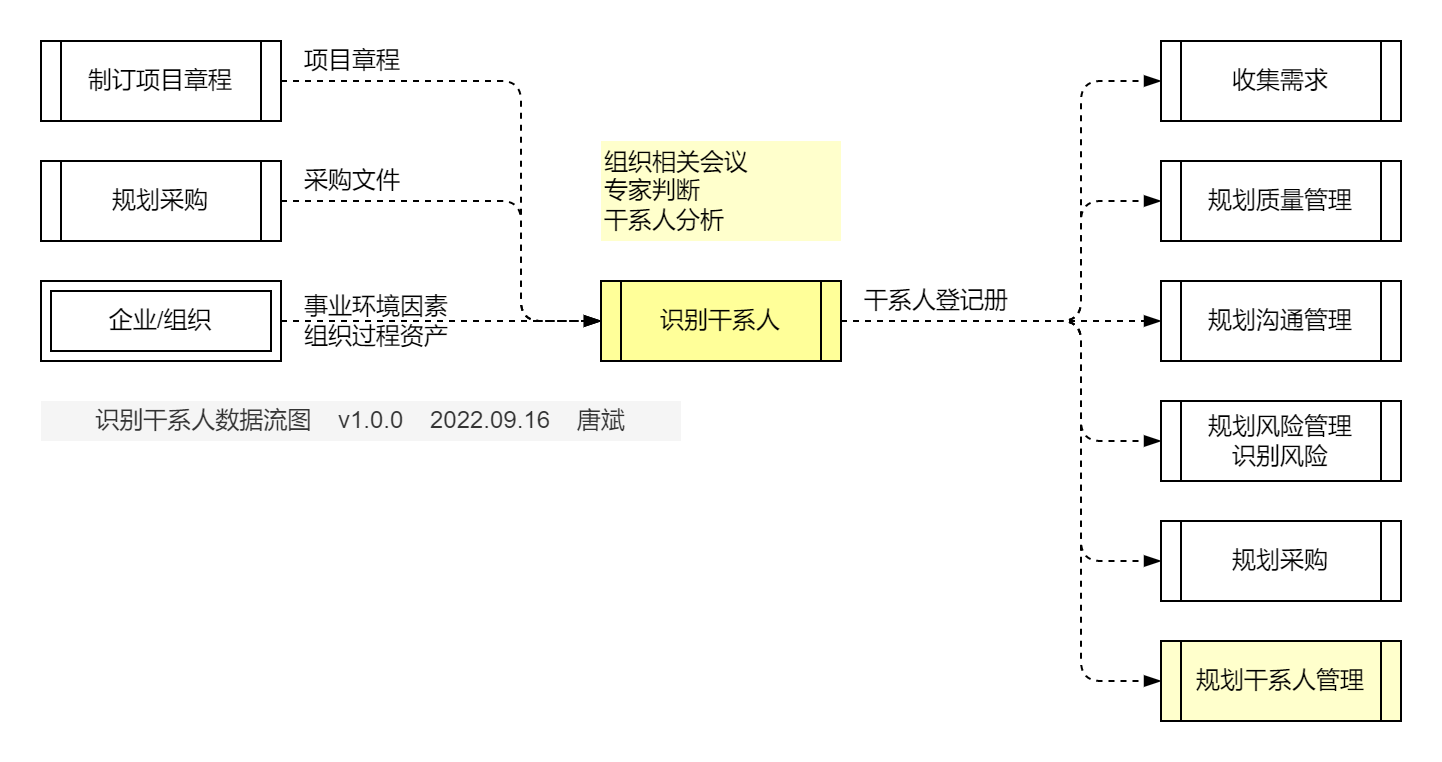 制订项目章程
项目章程
规划采购
采购文件
企业/组织
事业环境因素
组织过程资产
组织相关会议
专家判断
干系人分析
识别干系人
干系人登记册
收集需求
规划质量管理
规划沟通管理
规划风险管理
识别风险
规划采购
规划干系人管理
识别干系人数据流图 v1.0.0 2022.09.16 唐斌